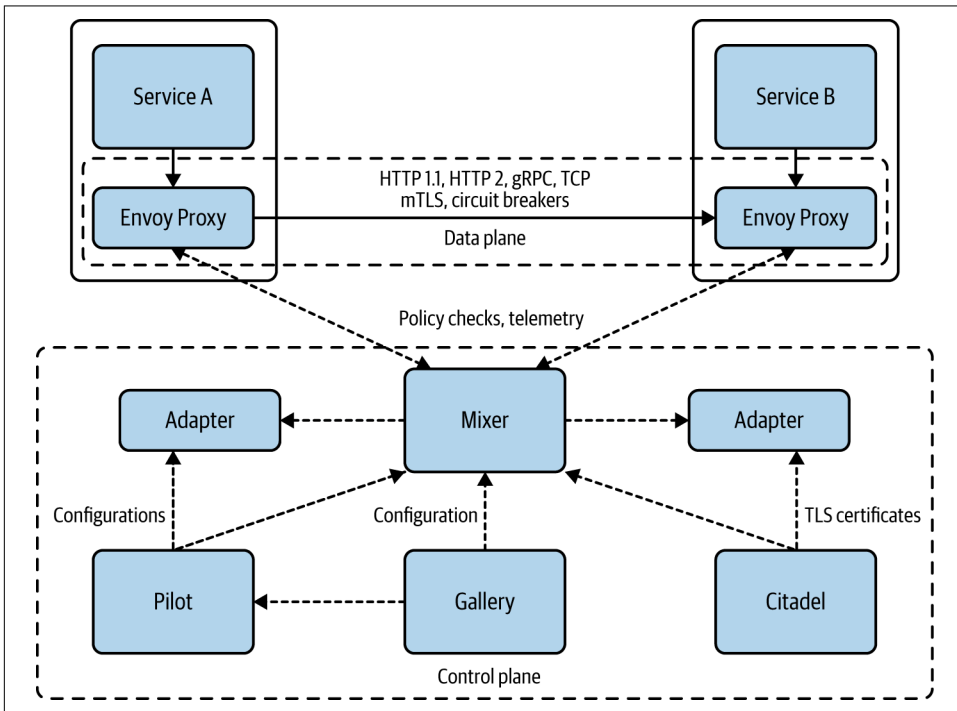 Service A
Service B
HTTP 1.1, HTTP 2, gRPC, TCP
mTLS, circuit breakers
Envoy Proxy
Envoy Proxy
Data plane
Policy checks, telemetry
Adapter
Mixer
Adapter
Configurations
Configuration
TLS certificates
Pilot
Gallery
Citadel
Control plane